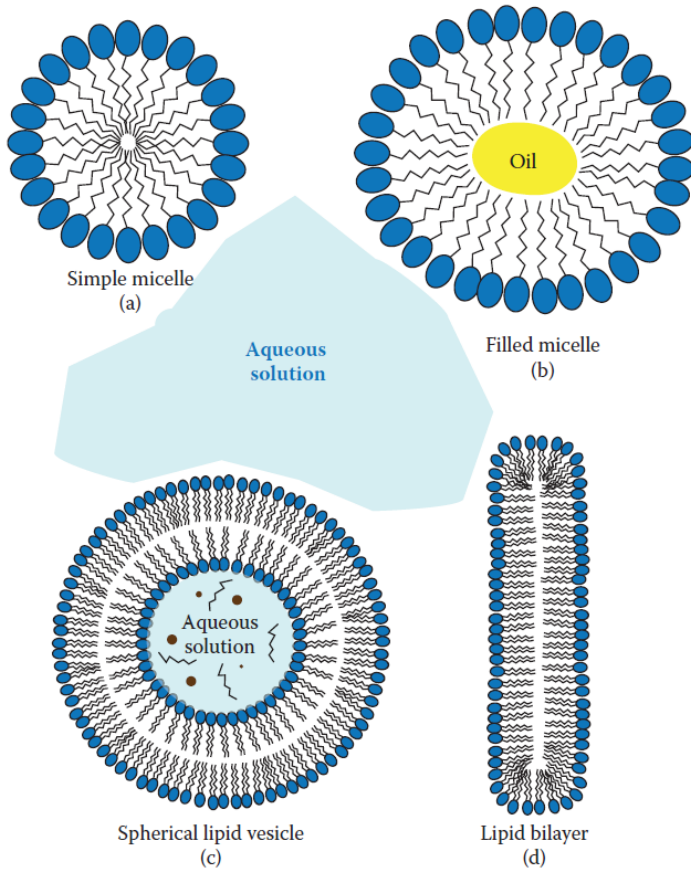 Simple micelle
(a)
Oil
Filled micelle
(b)
Aqueous
solution
Aqueous
solution
Spherical lipid vesicle
(c)
Lipid bilayer
(d)